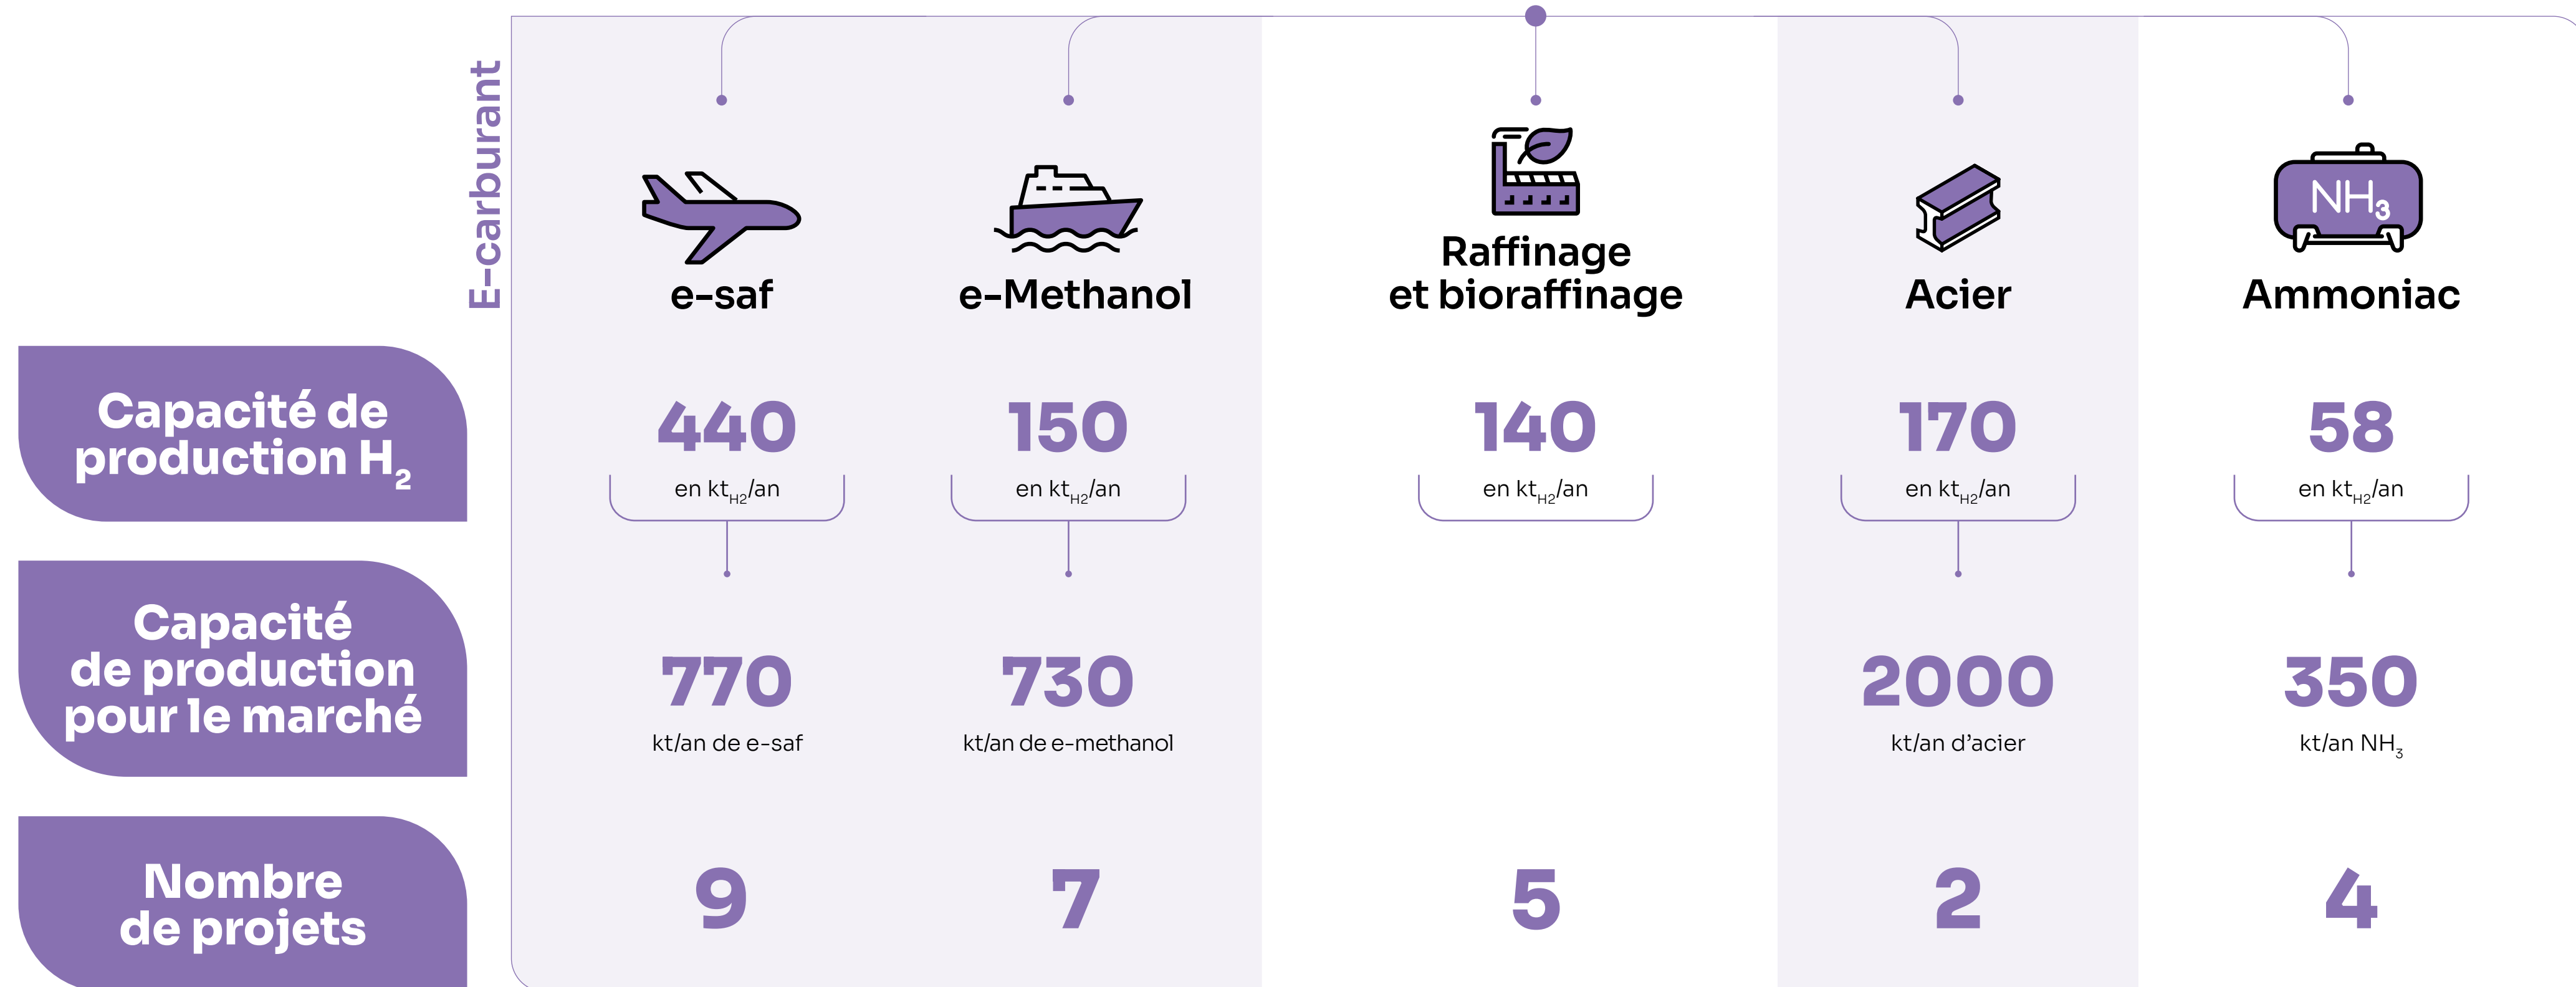 E-carburant
e-saf
e-Methanol
Raffinage
et bioraffinage
Acier
NH3
Ammoniac
Capacité de
production H2
440
en ktH2/an
150
en ktH2/an
140
en ktH2/an
170
en ktH2/an
58
en ktH2/an
Capacité
de production
pour le marché
770
kt/an de e-saf
730
kt/an de e-methanol
2000
kt/an d’acier
350
kt/an NH3
Nombre
de projets
9
7
5
2
4